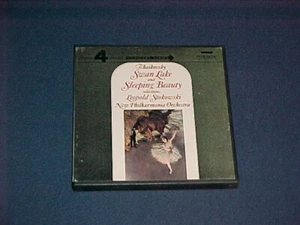 4
Tchaikovsky
Swan Lake
and
Sleeping Beauty
Leopold Stokowski
New Philharmonia Orchestra